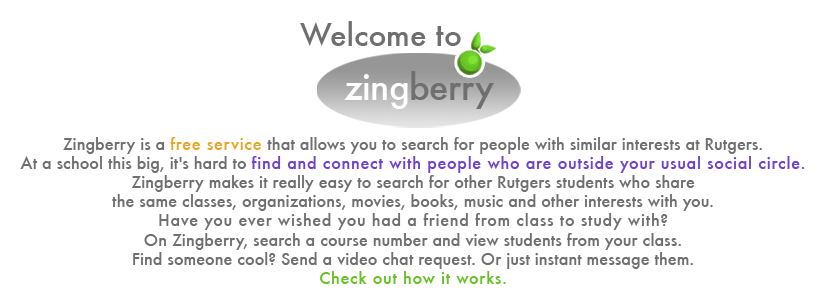 Welcome to
zingberry
Zingberry is a free service that allows you to search for people with similar interests at Rutgers.
At a school this big, it's hard to find and connect with people who are outside your usual social circle.
Zingberry makes it really easy to search for other Rutgers students who share
the same classes, organizations, movies, books, music and other interests with you.
Have you ever wished you had a friend from class to study with?
On Zingberry, search a course number and view students from your class.
Find someone cool? Send a video chat request. Or just instant message them.
Check out how it works.